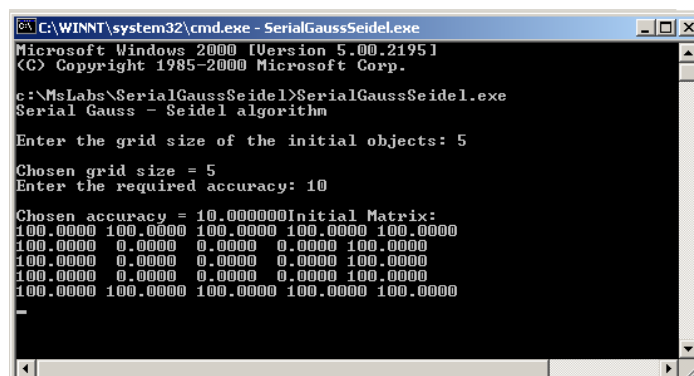 C:\WINNT\system32\cmd.exe - SerialGaussSeidel.exe
Microsoft Windows 2000 [Version 5.00.2195]
(C) Copyright 1985-2000 Microsoft Corp.
c:\MsLabs\SerialGaussSeidel>SerialGaussSeidel.exe
Serial Gauss - Seidel algorithm
Enter the grid size of the initial objects: 5
Chosen grid size = 5
Enter the required accuracy: 10
Chosen accuracy = 10.000000Initial Matrix:
100.0000 100.0000 100.0000 100.0000 100.0000
100.0000 0.0000 0.0000 0.0000 100.0000
100.0000 0.0000 0.0000 0.0000 100.0000
100.0000 0.0000 0.0000 0.0000 100.0000
100.0000 100.0000 100.0000 100.0000 100.0000